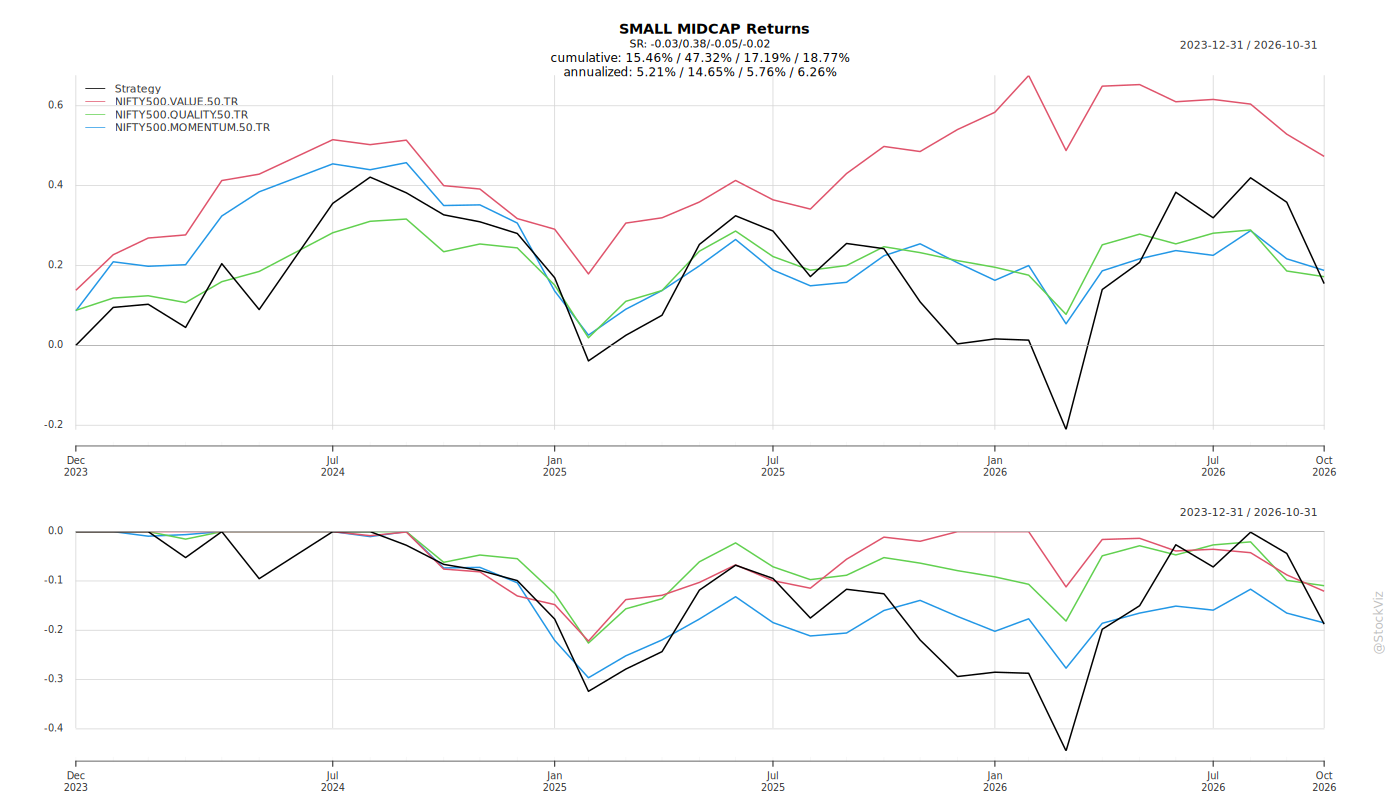 SMALL MIDCAP Returns
SR: -0.03/0.38/-0.05/-0.02
cumulative: 15.46% / 47.32% / 17.19% / 18.77%
annualized: 5.21% / 14.65% / 5.76% / 6.26%
2023-12-31 / 2026-10-31
Strategy
NIFTY500.VALUE.50.TR
NIFTY500.QUALITY.50.TR
NIFTY500.MOMENTUM.50.TR
0.6
0.4
0.2
0.0
-0.2
Dec
2023
Jul
2024
Jan
2025
Jul
2025
Jan
2026
Jul
2026
Oct
2026
2023-12-31 / 2026-10-31
0.0
-0.1
-0.2
-0.3
-0.4
Dec
2023
Jul
2024
Jan
2025
Jul
2025
Jan
2026
Jul
2026
Oct
2026
@StockViz